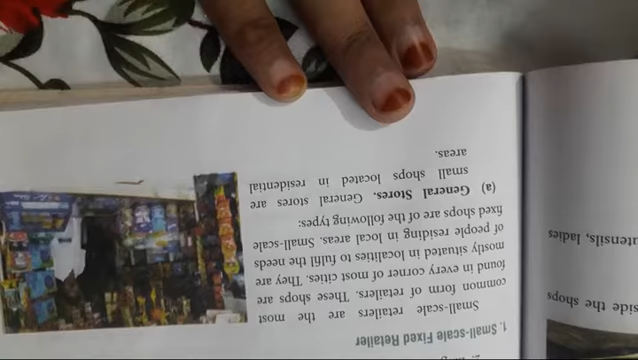 1. Small-scale Fixed Retailer
Small-scale retailers are the most
common form of retailers. These shops are
found in every corner of most cities. They are
mostly situated in localities to fulfil the needs
of people residing in local areas. Small-scale
fixed shops are of the following types:
(a) General Stores. General stores are
small shops located in residential
areas.
side the shops
utensils, ladies